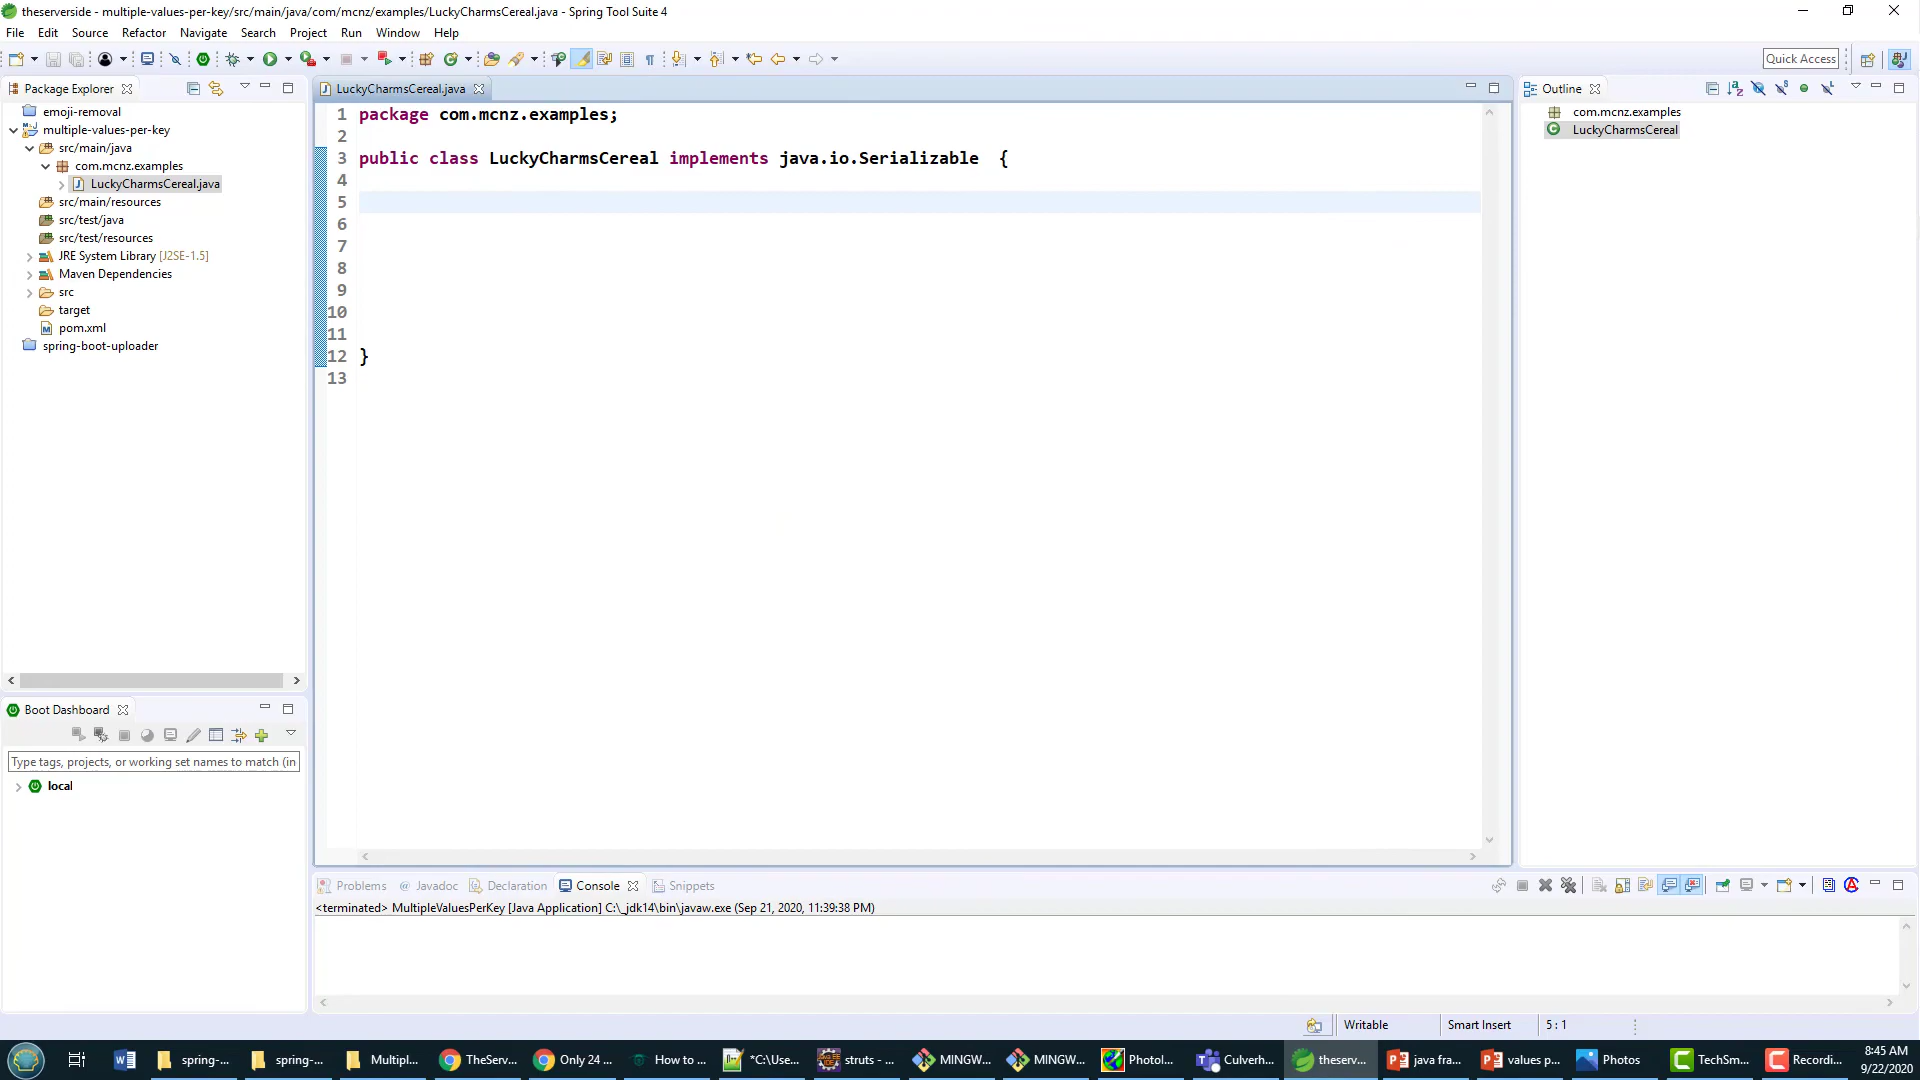 theserverside - multiple-values-per-key/src/main/java/com/mcnz/examples/LuckyCharmsCereal.java - Spring Tool Suite 4
File Edit Source Refactor Navigate Search Project Run Window Help
Quick Access
Package Explorer
emoji-removal
multiple-values-per-key
src/main/java
com.mcnz.examples
LuckyCharmsCereal.java
src/main/resources
src/test/java
src/test/resources
JRE System Library [J2SE-1.5]
Maven Dependencies
src
target
pom.xml
spring-boot-uploader
LuckyCharmsCereal.java
1 package com.mcnz.examples;
2
3 public class LuckyCharmsCereal implements java.io.Serializable {
4
5
6
7
8
9
10
11
12 }
13
Outline
com.mcnz.examples
LuckyCharmsCereal
Boot Dashboard
Type tags, projects, or working set names to match (in
local
Problems @ Javadoc Declaration Console Snippets
<terminated> MultipleValuesPerKey [Java Application] C:\_jdk14\bin\javaw.exe (Sep 21, 2020, 11:39:38 PM)
Writable Smart Insert 5 : 1
spring-... spring-... Multipl... TheServ... Only 24 ... How to ... *C:\Use... struts - ... MINGW... MINGW... PhotoI... Culverh... theserv... java fra... values p... Photos TechSm... Recordi...
8:45 AM
9/22/2020